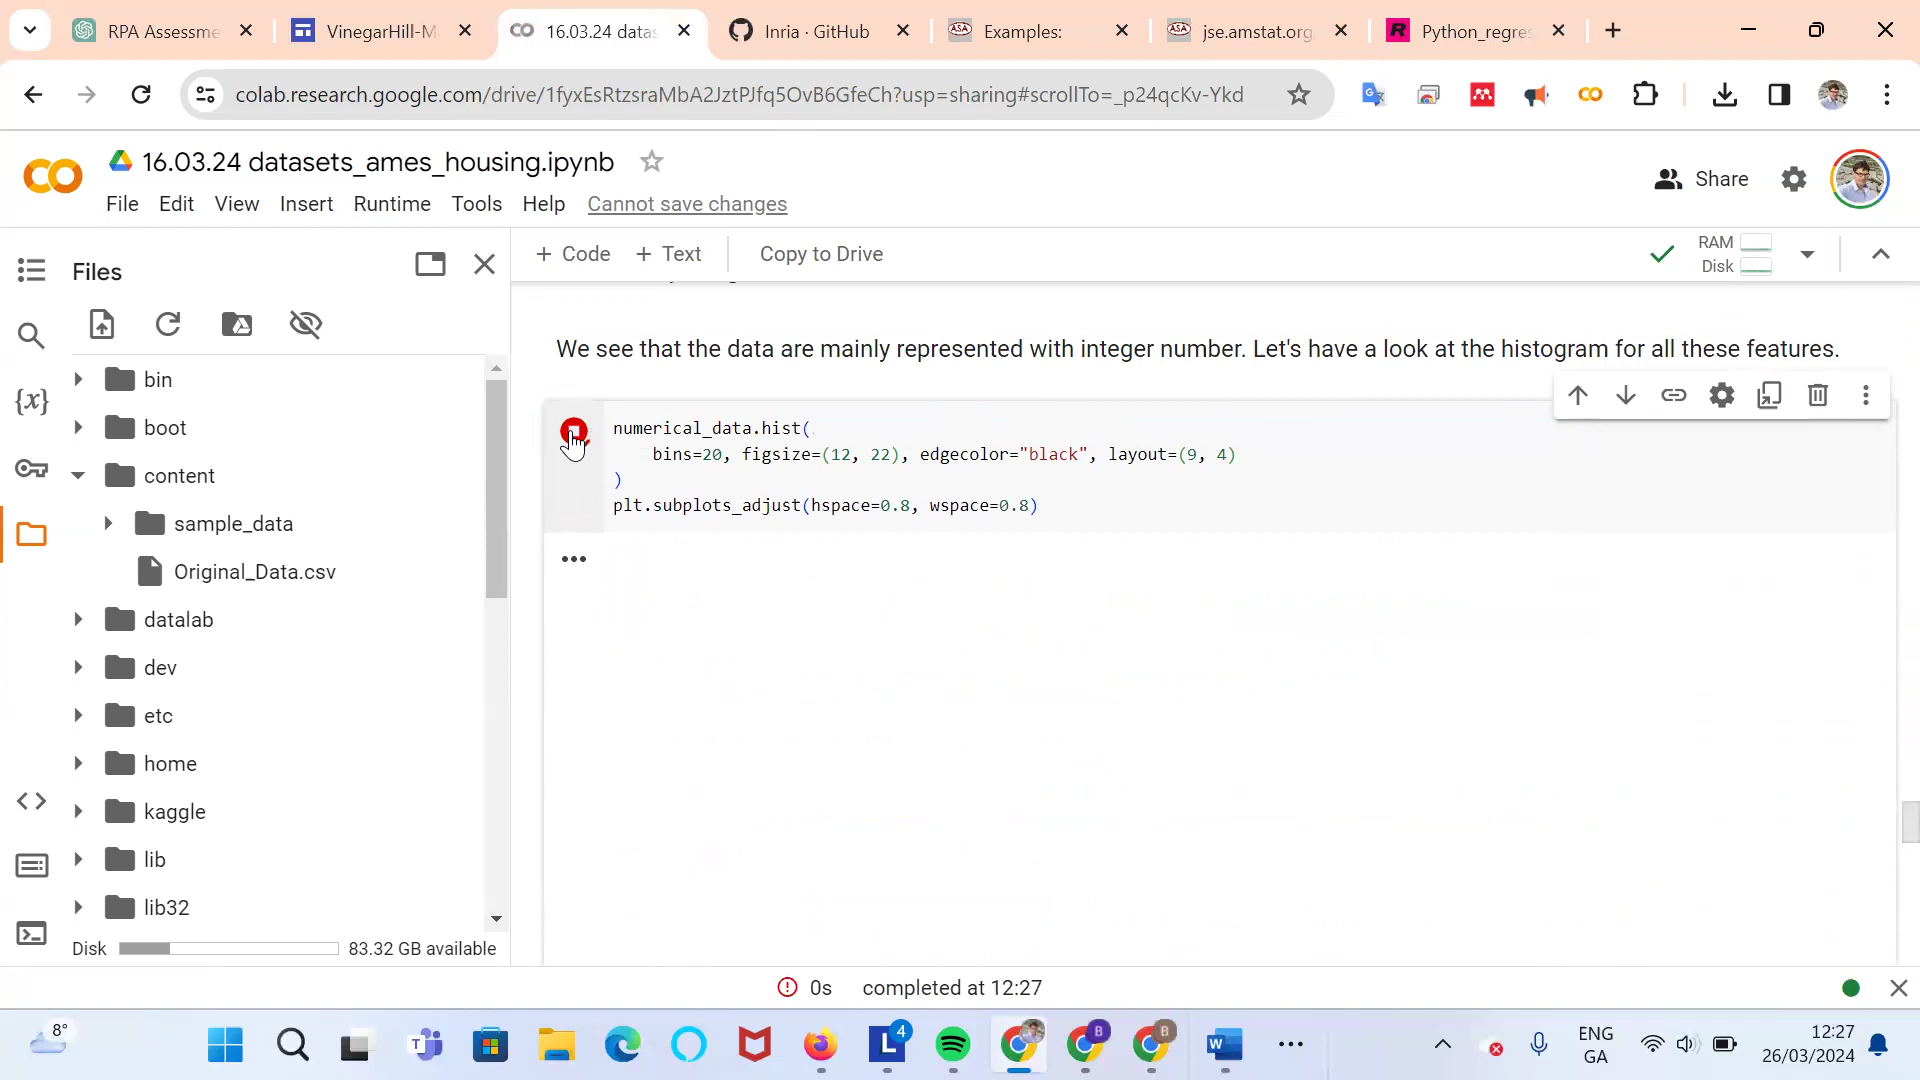 RPA Assessme
VinegarHill-M
16.03.24 datas
Inria · GitHub
Examples:
jse.amstat.org
Python_regres
colab.research.google.com/drive/1fyxEsRtzsraMbA2JztPJfq5OvB6GfeCh?usp=sharing#scrollTo=_p24qcKv-Ykd
16.03.24 datasets_ames_housing.ipynb
Share
File Edit View Insert Runtime Tools Help Cannot save changes
+ Code + Text Copy to Drive
RAM
Disk
Files
bin
boot
content
sample_data
Original_Data.csv
datalab
dev
etc
home
kaggle
lib
lib32
Disk 83.32 GB available
We see that the data are mainly represented with integer number. Let's have a look at the histogram for all these features.
numerical_data.hist(
bins=20, figsize=(12, 22), edgecolor="black", layout=(9, 4)
)
plt.subplots_adjust(hspace=0.8, wspace=0.8)
0s completed at 12:27
8°
4
B
B
ENG
GA
12:27
26/03/2024